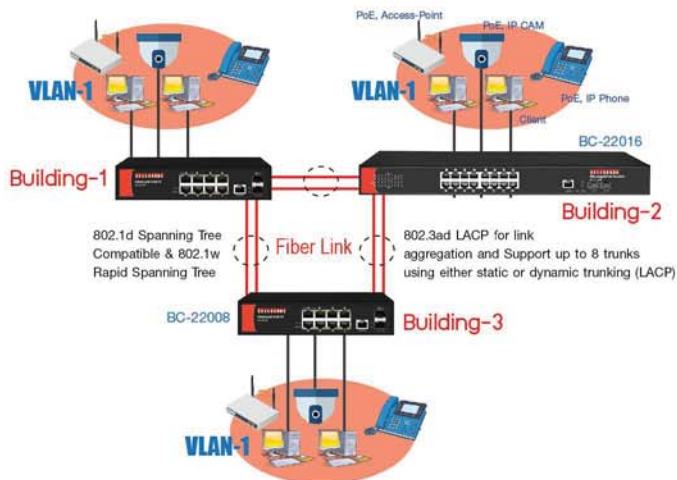 PoE, Access-Point
PoE, IP CAM
VLAN-1
VLAN-1
PoE, IP Phone
Client
BC-22016
Building-1
Building-2
802.1d Spanning Tree
Compatible & 802.1w
Rapid Spanning Tree
Fiber Link
802.3ad LACP for link
aggregation and Support up to 8 trunks
using either static or dynamic trunking (LACP)
BC-22008
Building-3
VLAN-1